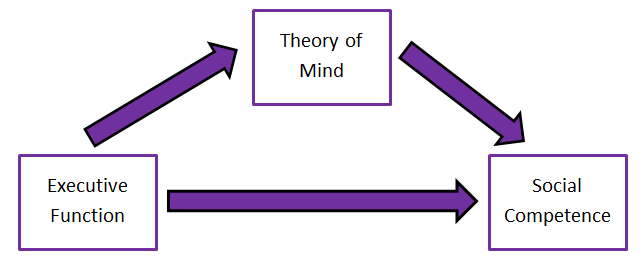 Theory of
Mind
Executive
Function
Social
Competence